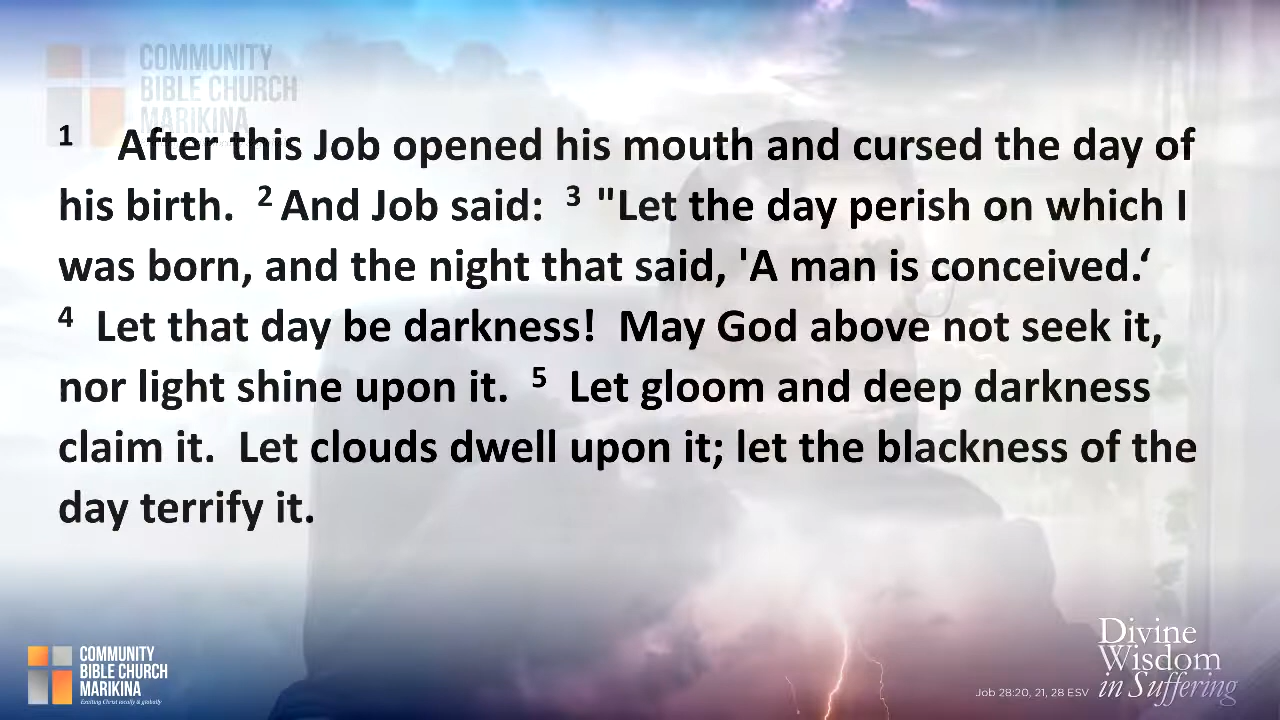 COMMUNITY
BIBLE CHURCH
MARIKINA
1 After this Job opened his mouth and cursed the day of
his birth. 2 And Job said: 3 "Let the day perish on which I
was born, and the night that said, 'A man is conceived.‘
4 Let that day be darkness! May God above not seek it,
nor light shine upon it. 5 Let gloom and deep darkness
claim it. Let clouds dwell upon it; let the blackness of the
day terrify it.
COMMUNITY
BIBLE CHURCH
MARIKINA
Exalting Christ locally & globally
Job 28:20, 21, 28 ESV
Divine
Wisdom
in Suffering